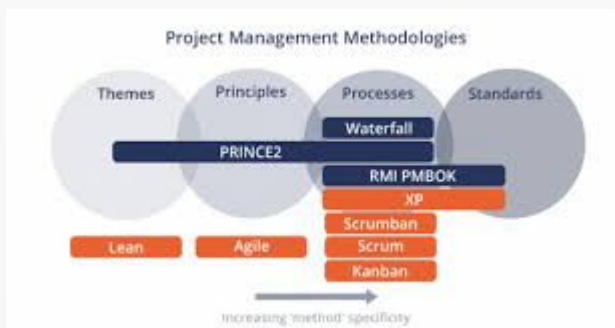 Project Management Methodologies
Themes
Principles
Processes
Standards
Waterfall
PRINCE2
RMI PMBOK
XP
Scrumban
Lean
Agile
Scrum
Kanban
Increasing 'method' specificity